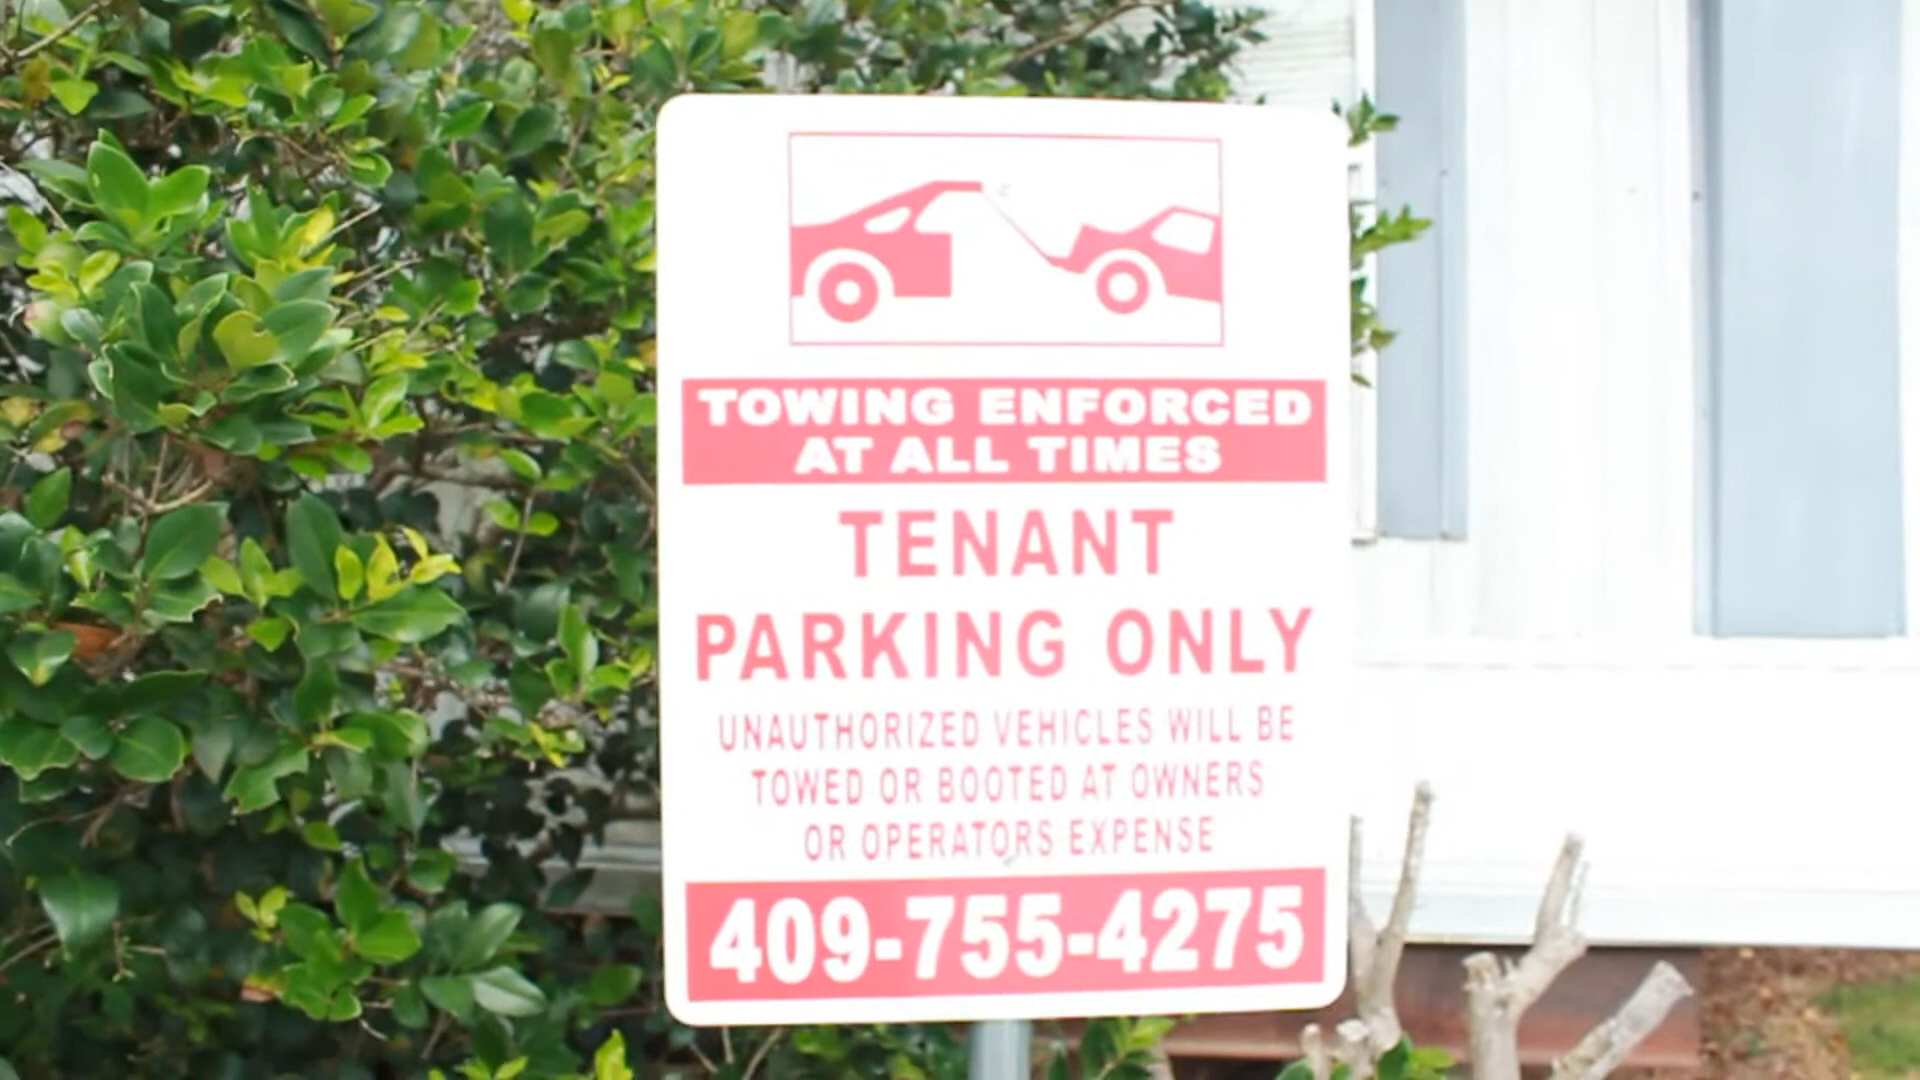 TOWING ENFORCED
AT ALL TIMES
TENANT
PARKING ONLY
UNAUTHORIZED VEHICLES WILL BE
TOWED OR BOOTED AT OWNERS
OR OPERATORS EXPENSE
409-755-4275